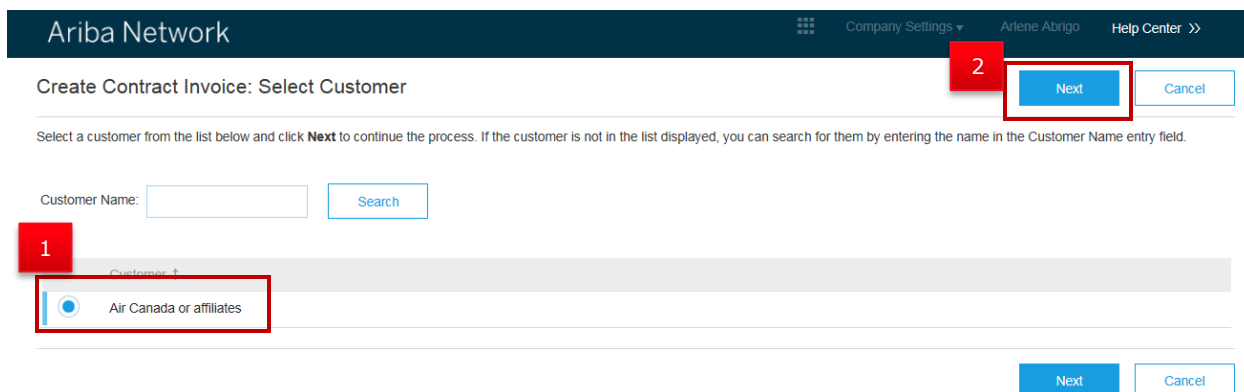 Ariba Network
Company Settings ▾
Arlene Abrigo
Help Center >>
2
Create Contract Invoice: Select Customer
Next
Cancel
Select a customer from the list below and click Next to continue the process. If the customer is not in the list displayed, you can search for them by entering the name in the Customer Name entry field.
Customer Name:
Search
1
Customer ↑
Air Canada or affiliates
Next
Cancel